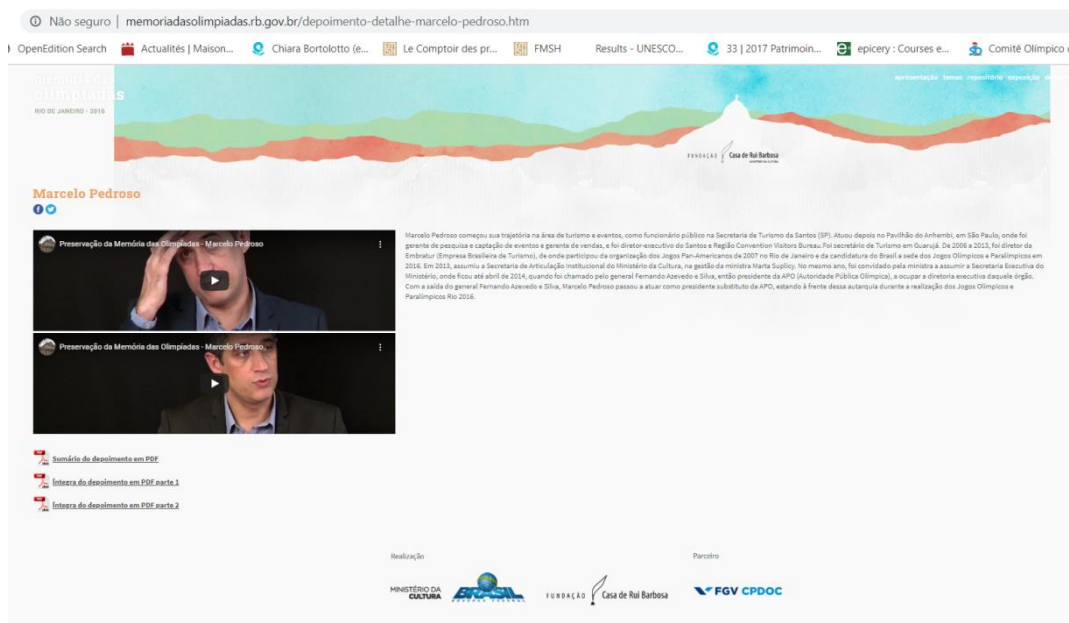 Não seguro | memoriadasolimpiadas.rb.gov.br/depoimento-detalhe-marcelo-pedroso.htm
OpenEdition Search Actualités | Maison... Chiara Bortolotto (e... Le Comptoir des pr... FMSH Results - UNESCO... 33 | 2017 Patrimoin... epicery : Courses e... Comitê Olímpico
memória das
olimpíadas
RIO DE JANEIRO - 2016
apresentação temas repositório exposição
FUNDAÇÃO Casa de Rui Barbosa
Marcelo Pedroso
Preservação da Memória das Olimpíadas - Marcelo Pedroso
Preservação da Memória das Olimpíadas - Marcelo Pedroso...
Marcelo Pedroso começou sua trajetória na área de turismo e eventos, como funcionário público na Secretaria de Turismo da Santos (SP). Atuou depois no Pavilhão do Anhembi, em São Paulo, onde foi
gerente de pesquisa e captação de eventos e gerente de vendas, e foi diretor-executivo do Santos e Região Convention Visitors Bureau.Foi secretário de Turismo em Guarujá. De 2006 a 2013, foi diretor da
Embratur (Empresa Brasileira de Turismo), de onde participou da organização dos Jogos Pan-Americanos de 2007 no Rio de Janeiro e da candidatura do Brasil a sede dos Jogos Olímpicos e Paralímpicos em
2016. Em 2013, assumiu a Secretaria de Articulação Institucional do Ministério da Cultura, na gestão da ministra Marta Suplicy. No mesmo ano, foi convidado pela ministra a assumir a Secretaria Executiva do
Ministério, onde ficou até abril de 2014, quando foi chamado pelo general Fernando Azevedo e Silva, então presidente da APO (Autoridade Pública Olímpica), a ocupar a diretoria executiva daquele órgão.
Com a saída do general Fernando Azevedo e Silva, Marcelo Pedroso passou a atuar como presidente substituto da APO, estando à frente dessa autarquia durante a realização dos Jogos Olímpicos e
Paralímpicos Rio 2016.
Sumário do depoimento em PDF
Íntegra do depoimento em PDF parte 1
Íntegra do depoimento em PDF parte 2
Realização
Parceiro
MINISTÉRIO DA
CULTURA
BRASIL
GOVERNO FEDERAL
FUNDAÇÃO Casa de Rui Barbosa
FGV CPDOC